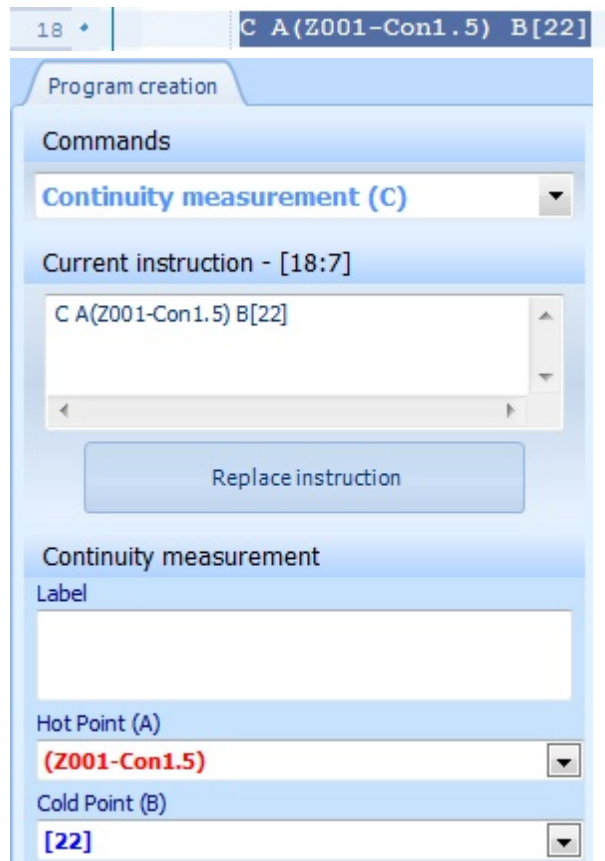 18 C A(Z001-Con1.5) B[22]
Program creation
Commands
Continuity measurement (C)
Current instruction - [18:7]
C A(Z001-Con1.5) B[22]
Replace instruction
Continuity measurement
Label
Hot Point (A)
(Z001-Con1.5)
Cold Point (B)
[22]